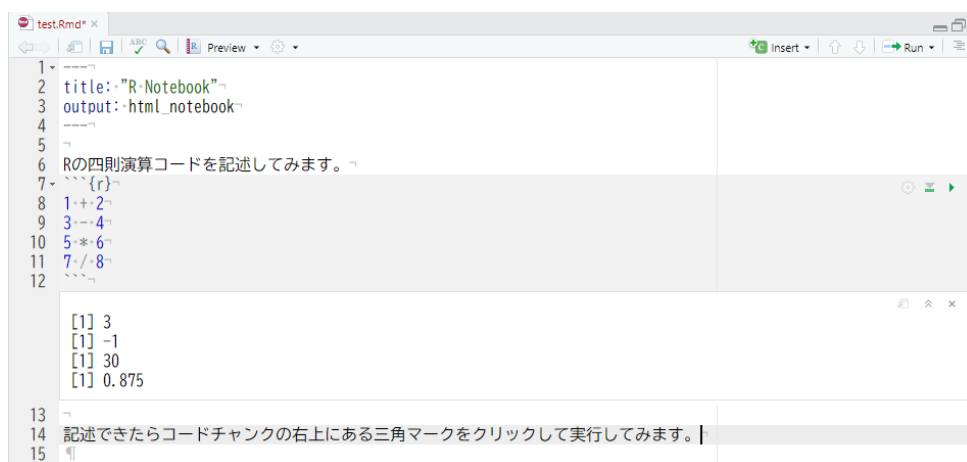 test.Rmd*
ABC Preview Insert Run
1 ---
2 title: "R Notebook"
3 output: html_notebook
4 ---
5
6 Rの四則演算コードを記述してみます。
7 ```{r}
8 1 + 2
9 3 - 4
10 5 * 6
11 7 / 8
12 ```
[1] 3
[1] -1
[1] 30
[1] 0.875
13
14 記述できたらコードチャンクの右上にある三角マークをクリックして実行してみます。
15